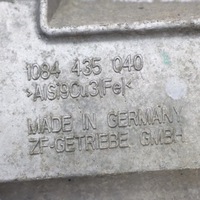 1084 435 040
>AlSi9Cu3(Fe)<
MADE IN GERMANY
ZF-GETRIEBE GMBH